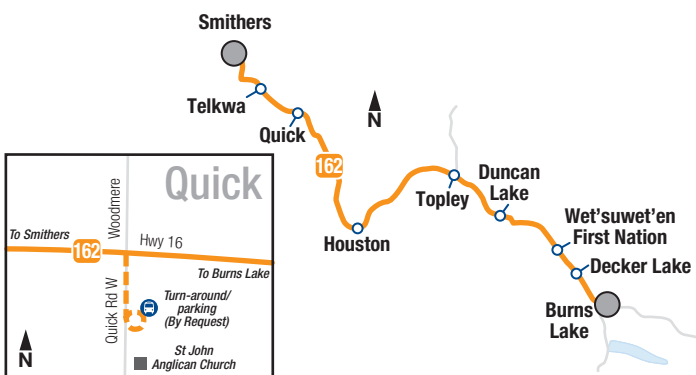 Smithers
Telkwa
Quick
N
162
Houston
Topley
Duncan
Lake
Wet'suwet'en
First Nation
Decker Lake
Burns
Lake
Quick
Woodmere
To Smithers
162
Hwy 16
To Burns Lake
Quick Rd W
Turn-around/
parking
(By Request)
St John
Anglican Church
N